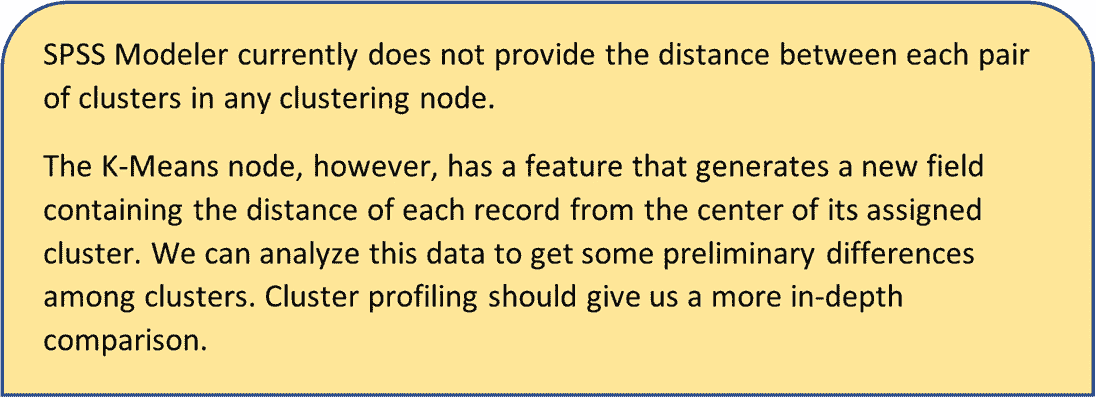 SPSS Modeler currently does not provide the distance between each pair
of clusters in any clustering node.
The K-Means node, however, has a feature that generates a new field
containing the distance of each record from the center of its assigned
cluster. We can analyze this data to get some preliminary differences
among clusters. Cluster profiling should give us a more in-depth
comparison.